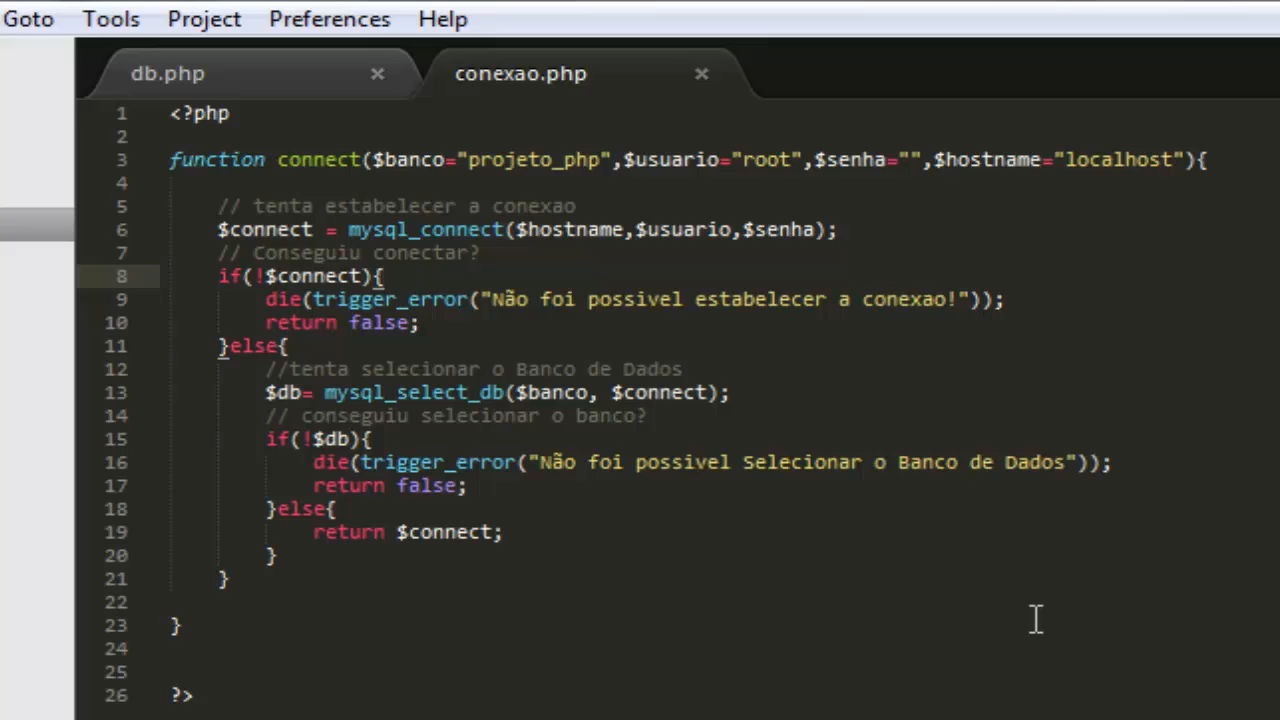 Goto Tools Project Preferences Help
db.php × conexao.php ×
1 <?php
2
3 function connect($banco="projeto_php",$usuario="root",$senha="",$hostname="localhost"){
4
5 // tenta estabelecer a conexao
6 $connect = mysql_connect($hostname,$usuario,$senha);
7 // Conseguiu conectar?
8 if(!$connect){
9 die(trigger_error("Não foi possivel estabelecer a conexao!"));
10 return false;
11 }else{
12 //tenta selecionar o Banco de Dados
13 $db= mysql_select_db($banco, $connect);
14 // conseguiu selecionar o banco?
15 if(!$db){
16 die(trigger_error("Não foi possivel Selecionar o Banco de Dados"));
17 return false;
18 }else{
19 return $connect;
20 }
21 }
22
23 }
24
25
26 ?>